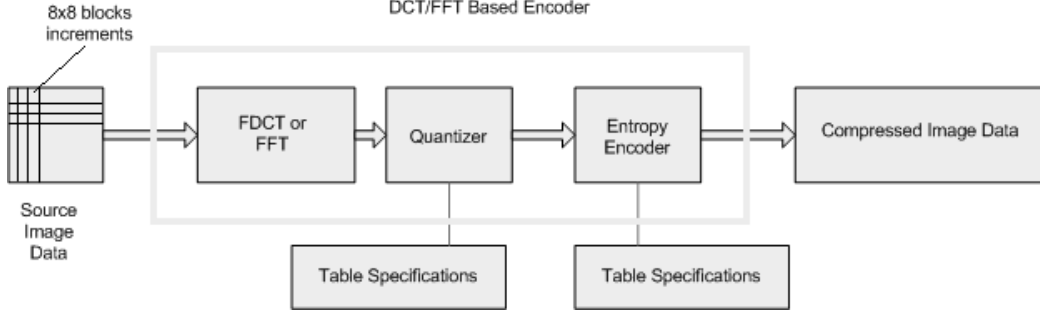 DCT/FFT Based Encoder
8x8 blocks
increments
FDCT or
FFT
Quantizer
Entropy
Encoder
Compressed Image Data
Source
Image
Data
Table Specifications
Table Specifications